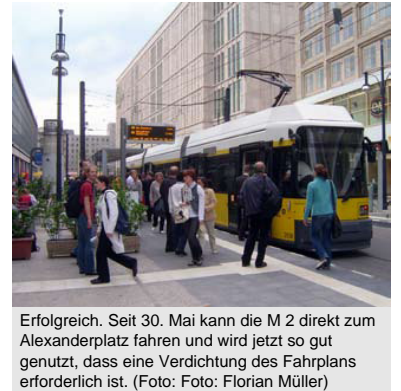 Erfolgreich. Seit 30. Mai kann die M 2 direkt zum
Alexanderplatz fahren und wird jetzt so gut
genutzt, dass eine Verdichtung des Fahrplans
erforderlich ist. (Foto: Foto: Florian Müller)